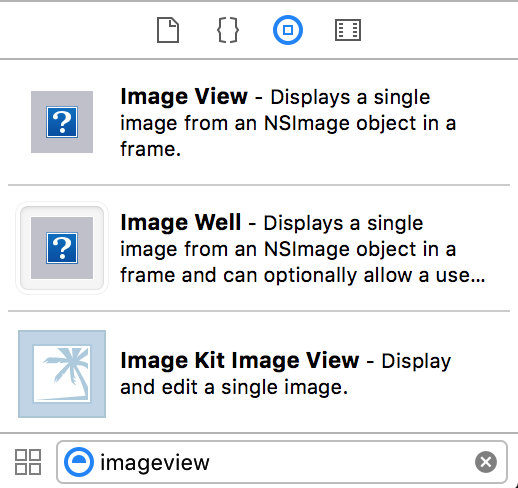 Image View - Displays a single
image from an NSImage object in a
frame.
Image Well - Displays a single
image from an NSImage object in a
frame and can optionally allow a use...
Image Kit Image View - Display
and edit a single image.
imageview